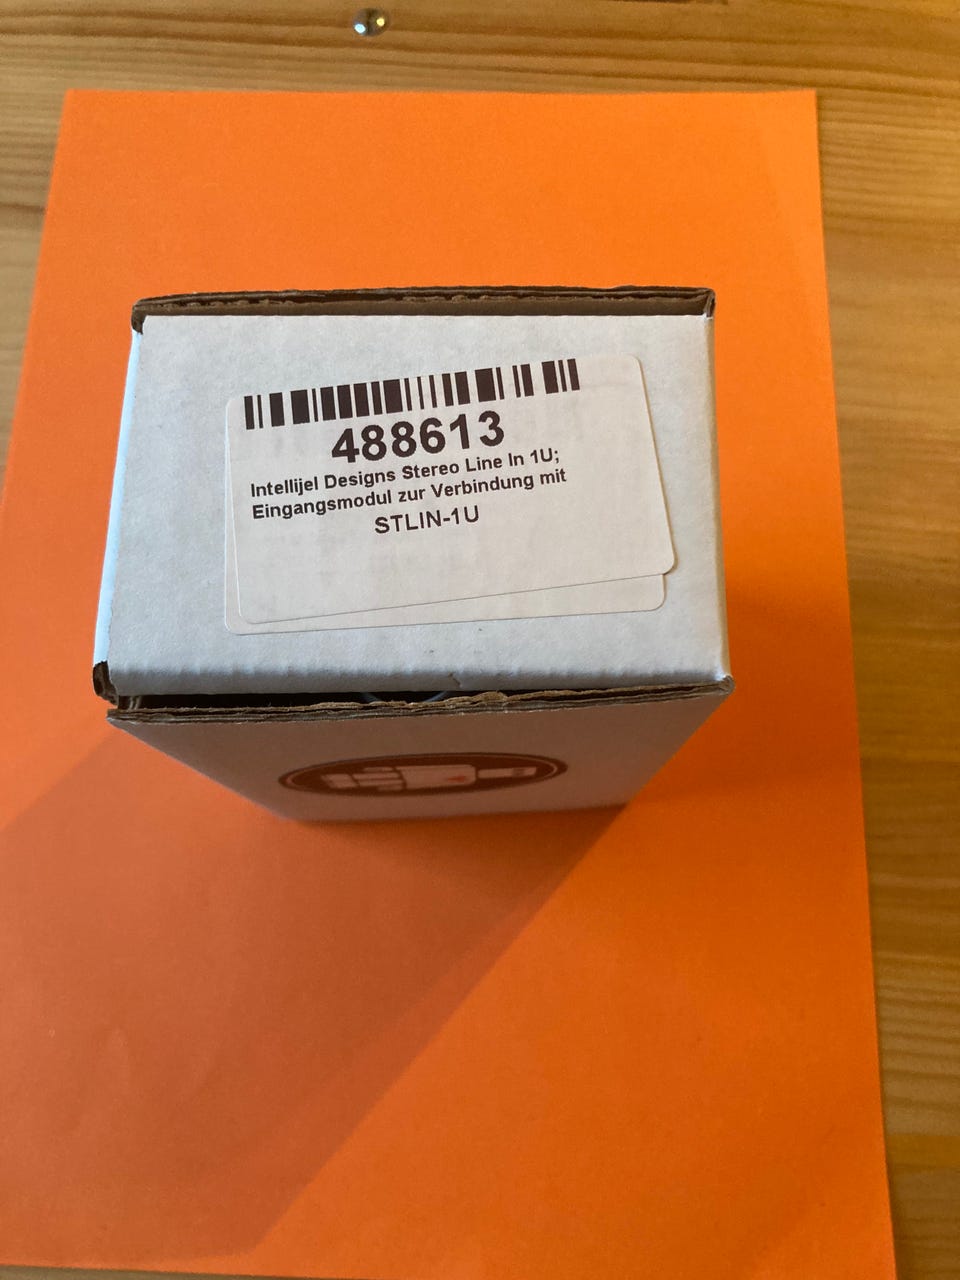 488613
Intellijel Designs Stereo Line In 1U;
Eingangsmodul zur Verbindung mit
STLIN-1U